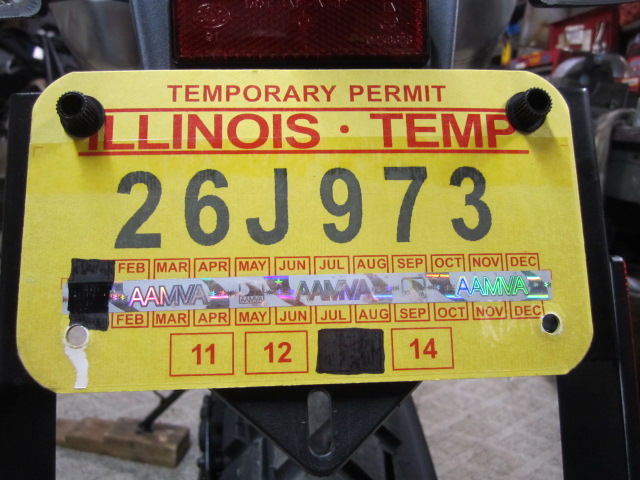 TEMPORARY PERMIT
ILLINOIS · TEMP
26J973
FEB MAR APR MAY JUN JUL AUG SEP OCT NOV DEC
AAMVA AAMVA AAMVA AAMVA
FEB MAR APR MAY JUN JUL AUG SEP OCT NOV DEC
11 12 14